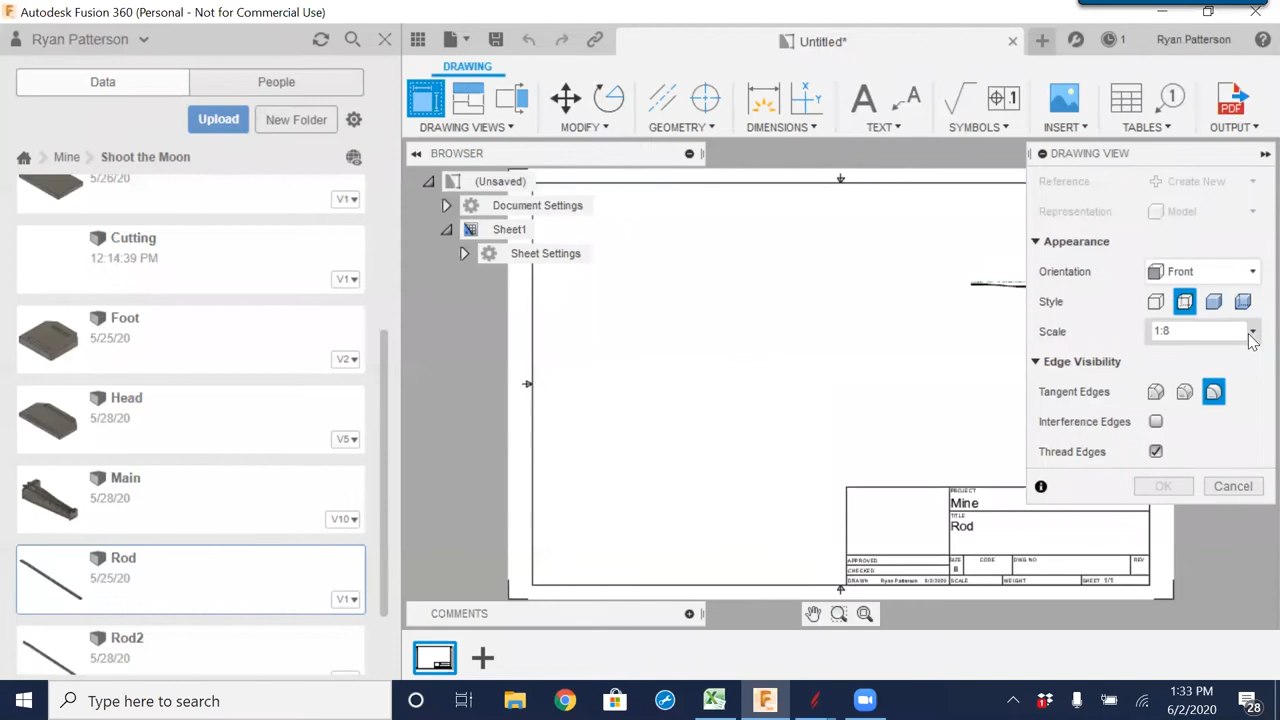 Autodesk Fusion 360 (Personal - Not for Commercial Use)
Ryan Patterson
Untitled*
1
Ryan Patterson
Data
People
DRAWING
Upload
New Folder
PDF
DRAWING VIEWS
MODIFY
GEOMETRY
DIMENSIONS
TEXT
SYMBOLS
INSERT
TABLES
OUTPUT
Mine
Shoot the Moon
BROWSER
DRAWING VIEW
5/26/20
V1
(Unsaved)
Document Settings
Sheet1
Sheet Settings
Reference
Create New
Representation
Model
Appearance
Orientation
Front
Style
Scale
1:8
Edge Visibility
Tangent Edges
Interference Edges
Thread Edges
OK
Cancel
Cutting
12:14:39 PM
V1
Foot
5/25/20
V2
Head
5/28/20
V5
Main
5/28/20
V10
Rod
5/25/20
V1
Rod2
5/28/20
PROJECT
Mine
TITLE
Rod
APPROVED
CHECKED
DRAWN
Ryan Patterson
SIZE
B
CODE
DWG NO
REV
SCALE
WEIGHT
SHEET 1/1
COMMENTS
Type here to search
1:33 PM
6/2/2020
28